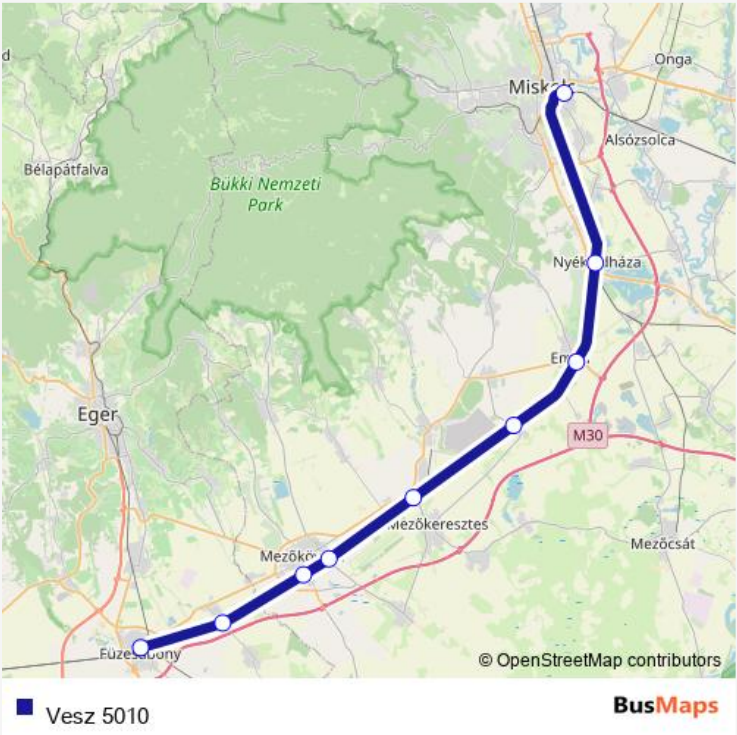 Onga
d
Alsózsolca
Bélapátfalva
Bükki Nemzeti
Park
Eger
M30
Mezőkeresztes
Mezőcsát
© OpenStreetMap contributors
Vesz 5010
BusMaps